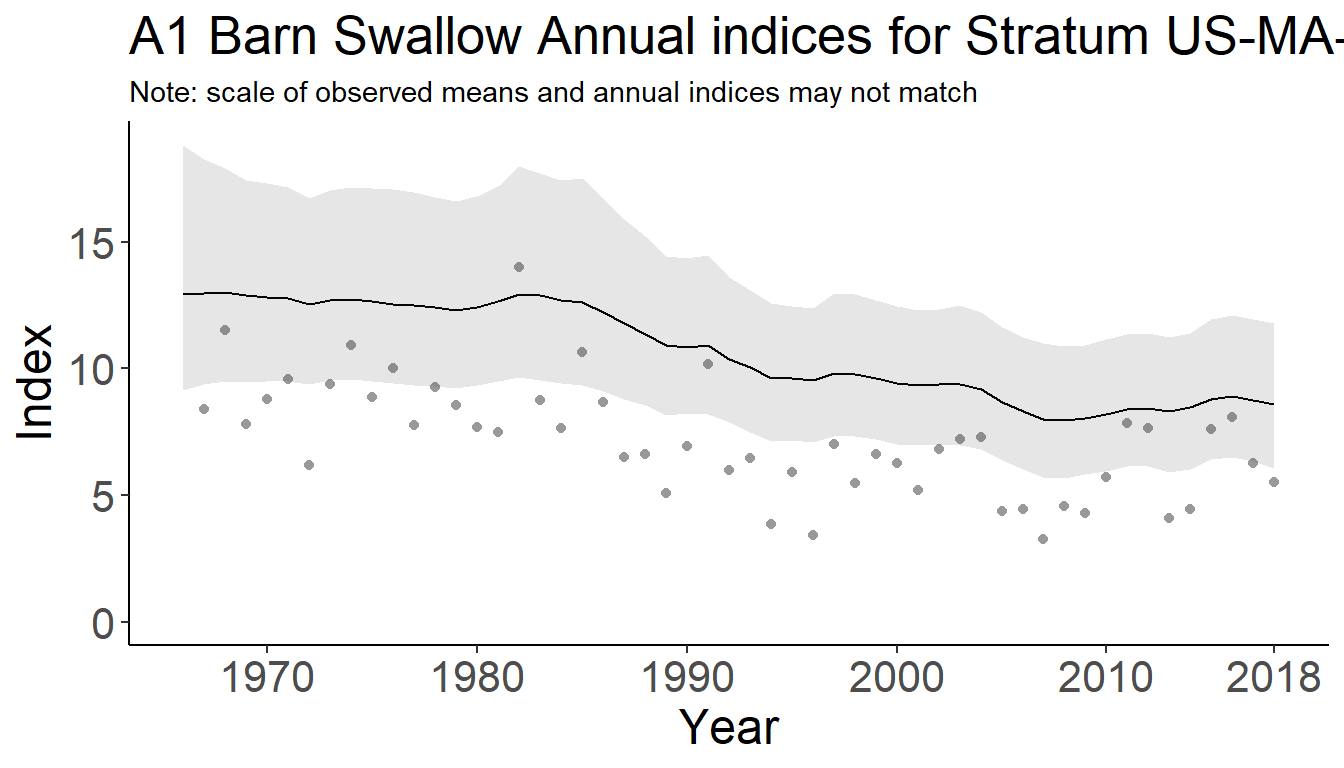 A1 Barn Swallow Annual indices for Stratum US-MA-
Note: scale of observed means and annual indices may not match
Index
15
10
5
0
1970 1980 1990 2000 2010 2018
Year